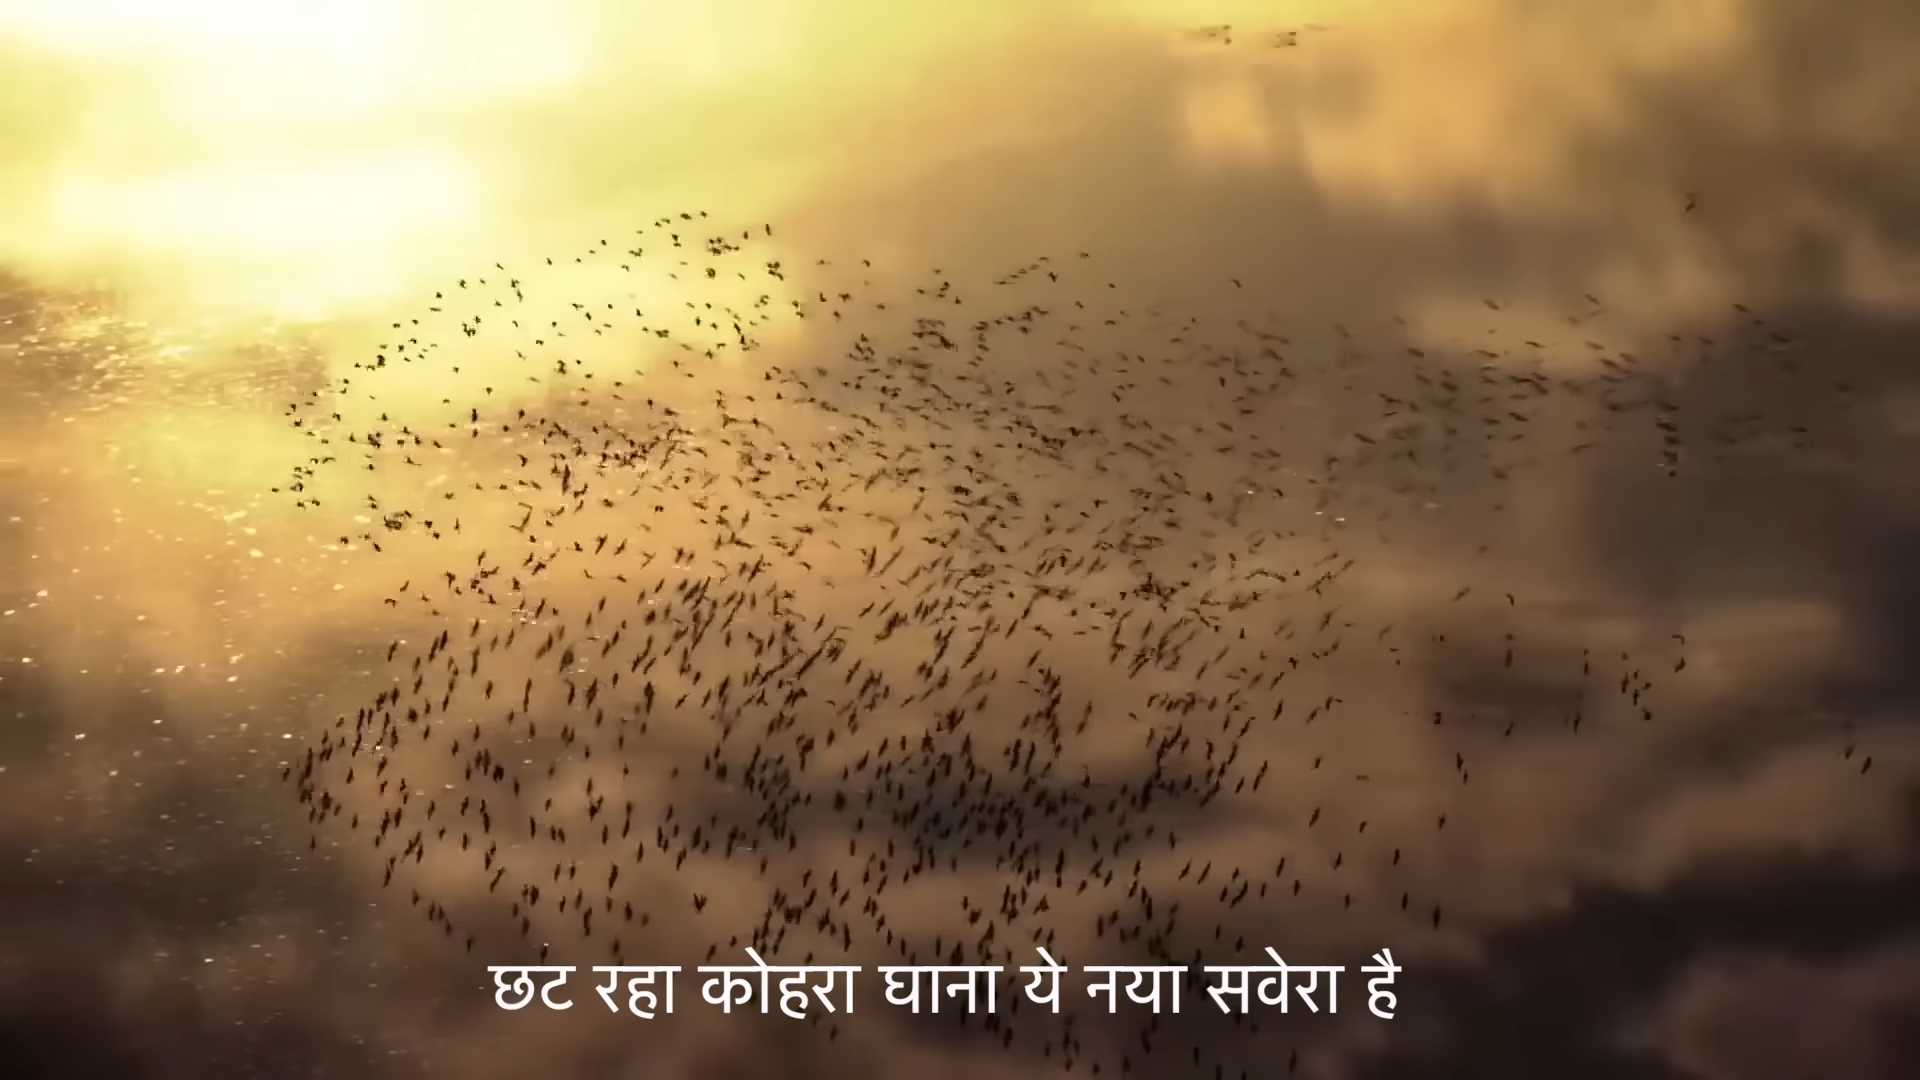 छट रहा कोहरा घाना ये नया सवेरा है